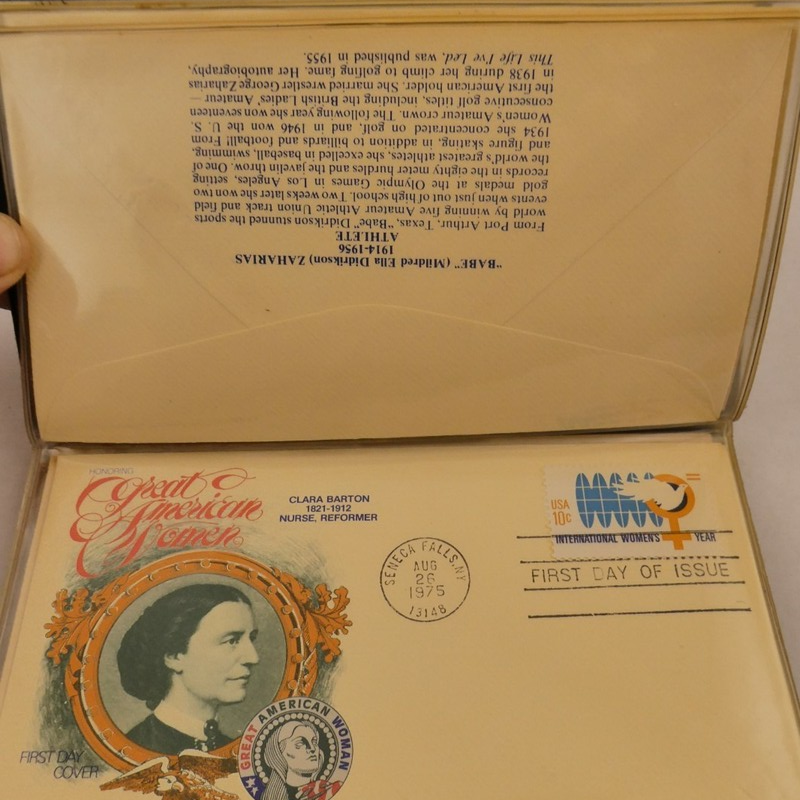 "BABE" (Mildred Ella Didrikson) ZAHARIAS
1914-1956
ATHLETE
From Port Arthur, Texas, "Babe" Didrikson stunned the sports
world by winning five Amateur Athletic Union track and field
events when just out of high school. Two weeks later she won two
gold medals at the Olympic Games in Los Angeles, setting
records in the eighty meter hurdles and the javelin throw. One of
the world's greatest athletes, she excelled in baseball, swimming,
and figure skating, in addition to billiards and football! From
1934 she concentrated on golf, and in 1946 won the U. S.
Women's Amateur crown. The following year she won seventeen
consecutive golf titles, including the British Ladies' Amateur —
the first American holder. She married wrestler George Zaharias
in 1938 during her climb to golfing fame. Her autobiography,
This Life I've Led, was published in 1955.
HONORING
Great
American
Women
CLARA BARTON
1821-1912
NURSE, REFORMER
SENECA FALLS, NY
AUG
26
1975
13148
USA
10c
INTERNATIONAL WOMEN'S YEAR
FIRST DAY OF ISSUE
FIRST DAY
COVER
GREAT AMERICAN WOMAN